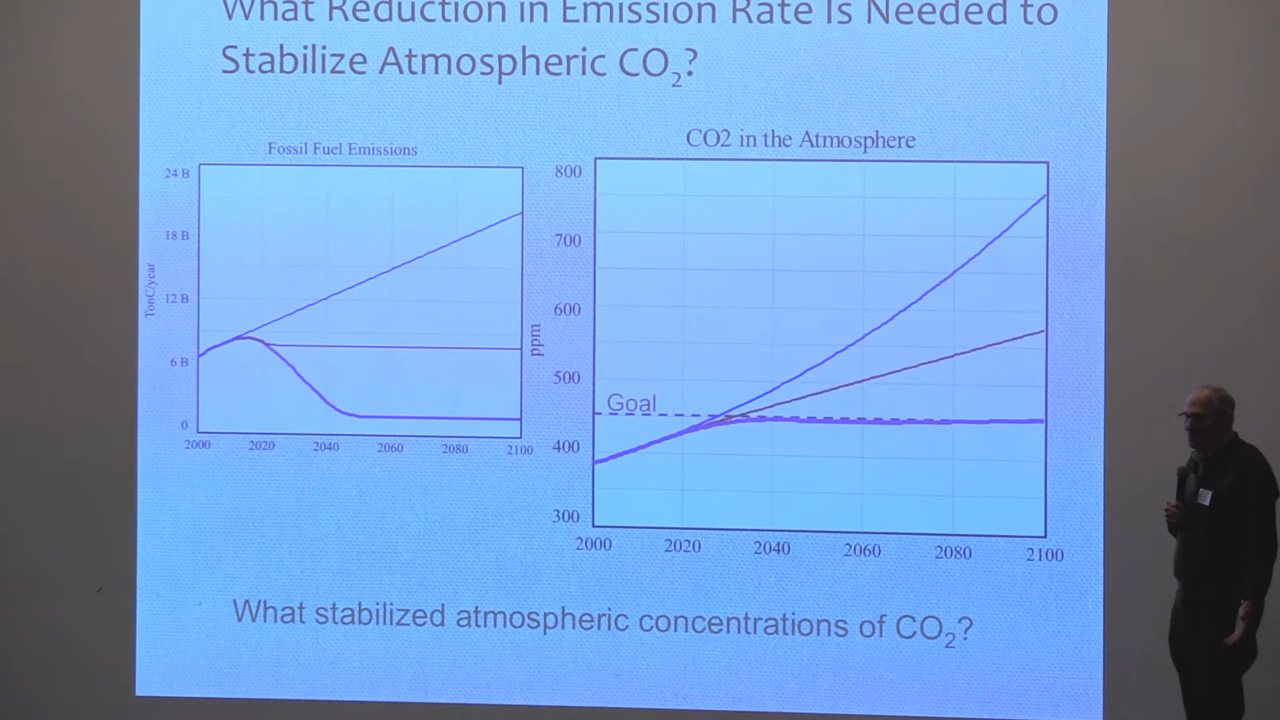 What Reduction in Emission Rate Is Needed to
Stabilize Atmospheric CO₂?
Fossil Fuel Emissions
24 B
18 B
12 B
6 B
0
TonC/year
2000 2020 2040 2060 2080 2100
CO2 in the Atmosphere
800
700
600
500
400
300
ppm
Goal
2000 2020 2040 2060 2080 2100
What stabilized atmospheric concentrations of CO₂?